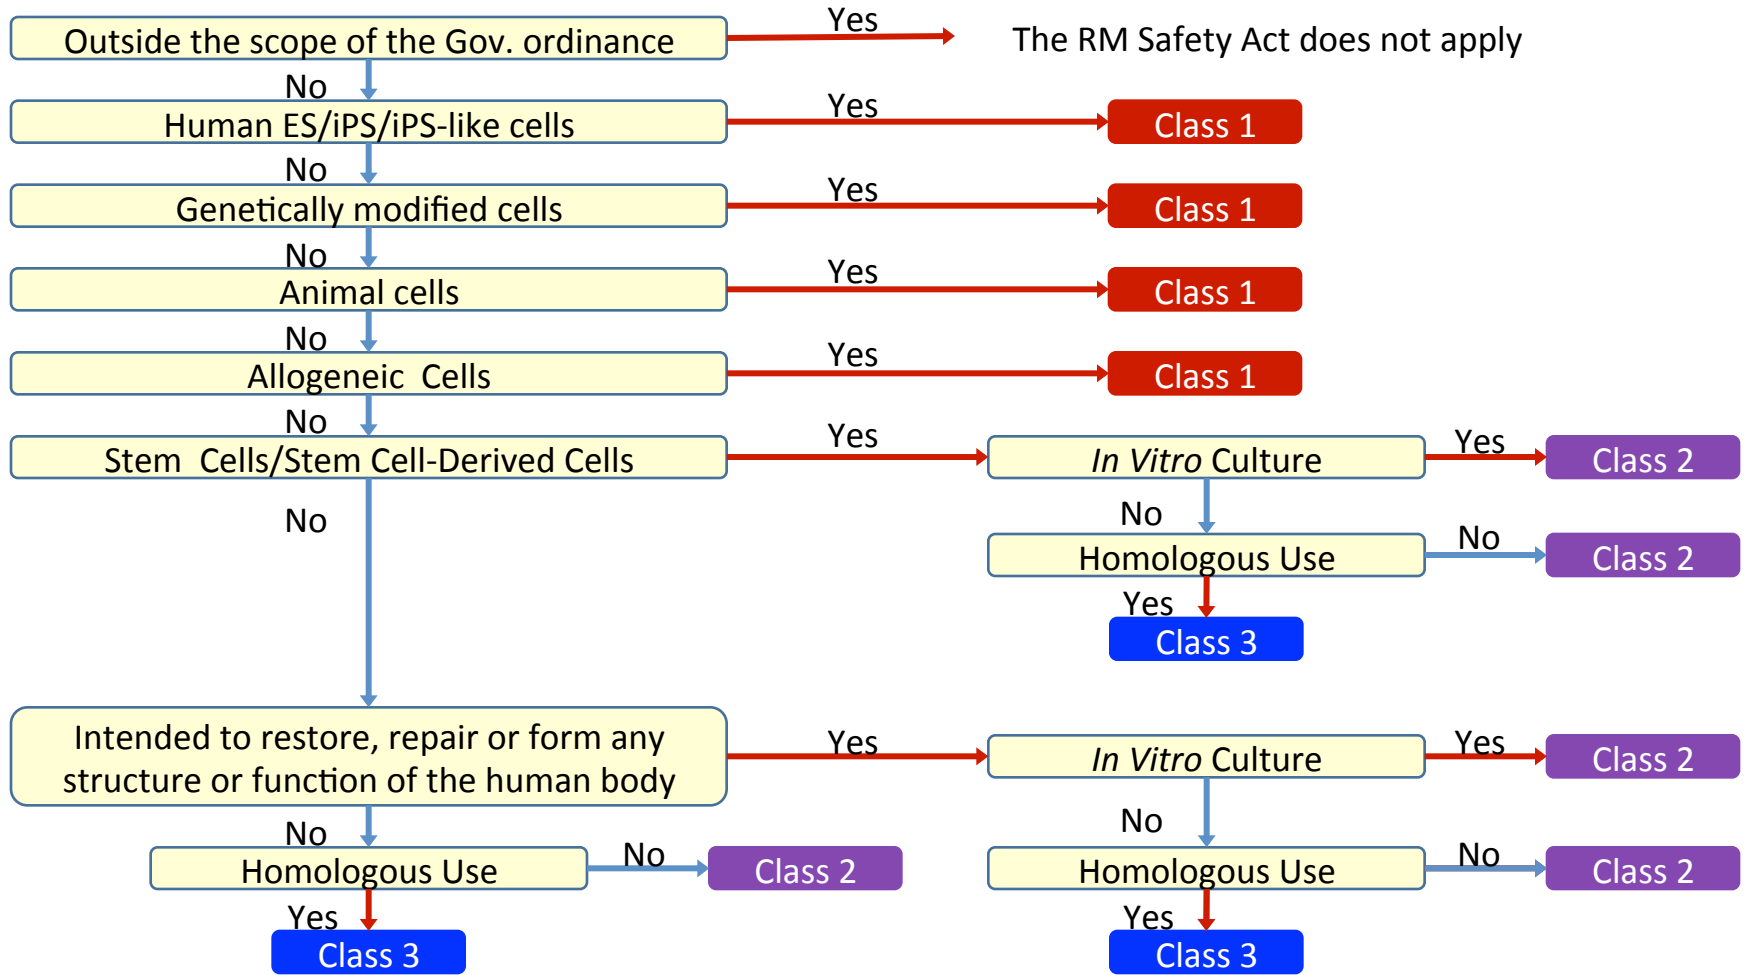 Outside the scope of the Gov. ordinance
Yes
The RM Safety Act does not apply
No
Human ES/iPS/iPS-like cells
Yes
Class 1
No
Genetically modified cells
Yes
Class 1
No
Animal cells
Yes
Class 1
No
Allogeneic Cells
Yes
Class 1
No
Stem Cells/Stem Cell-Derived Cells
Yes
In Vitro Culture
Yes
Class 2
No
No
Homologous Use
No
Class 2
Yes
Class 3
Intended to restore, repair or form any
structure or function of the human body
Yes
In Vitro Culture
Yes
Class 2
No
No
Homologous Use
No
Class 2
Homologous Use
No
Class 2
Yes
Yes
Class 3
Class 3